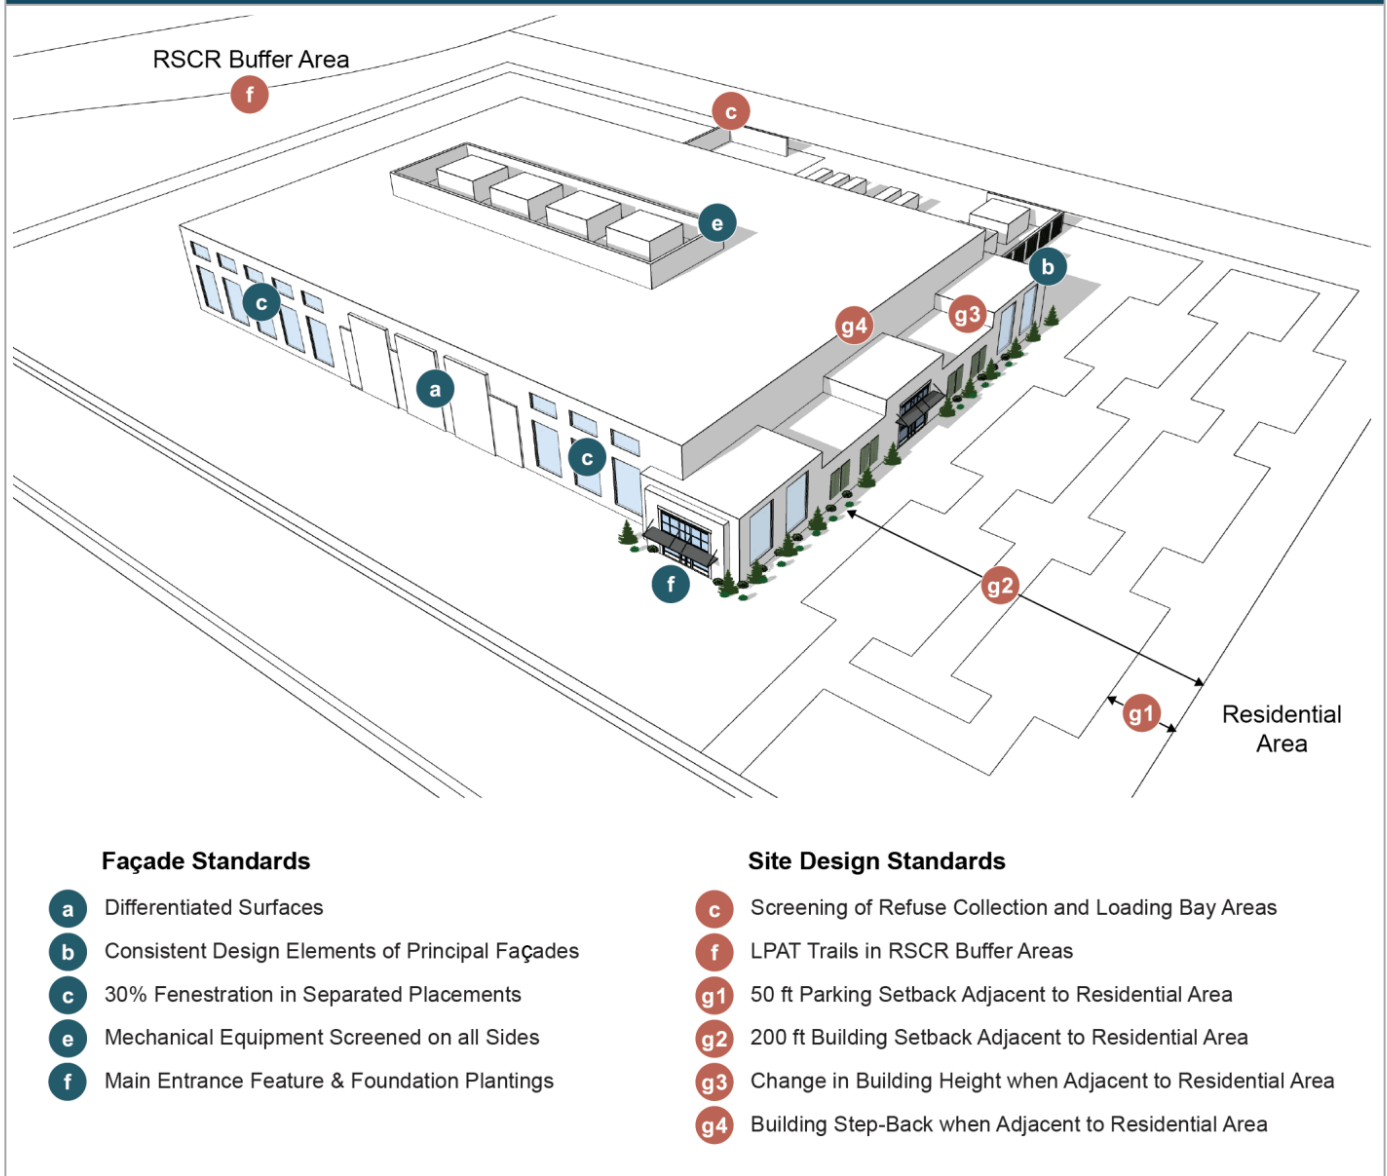 RSCR Buffer Area
f
c
e
b
c
g4
g3
a
c
f
g2
g1
Residential
Area
Façade Standards
a Differentiated Surfaces
b Consistent Design Elements of Principal Façades
c 30% Fenestration in Separated Placements
e Mechanical Equipment Screened on all Sides
f Main Entrance Feature & Foundation Plantings
Site Design Standards
c Screening of Refuse Collection and Loading Bay Areas
f LPAT Trails in RSCR Buffer Areas
g1 50 ft Parking Setback Adjacent to Residential Area
g2 200 ft Building Setback Adjacent to Residential Area
g3 Change in Building Height when Adjacent to Residential Area
g4 Building Step-Back when Adjacent to Residential Area